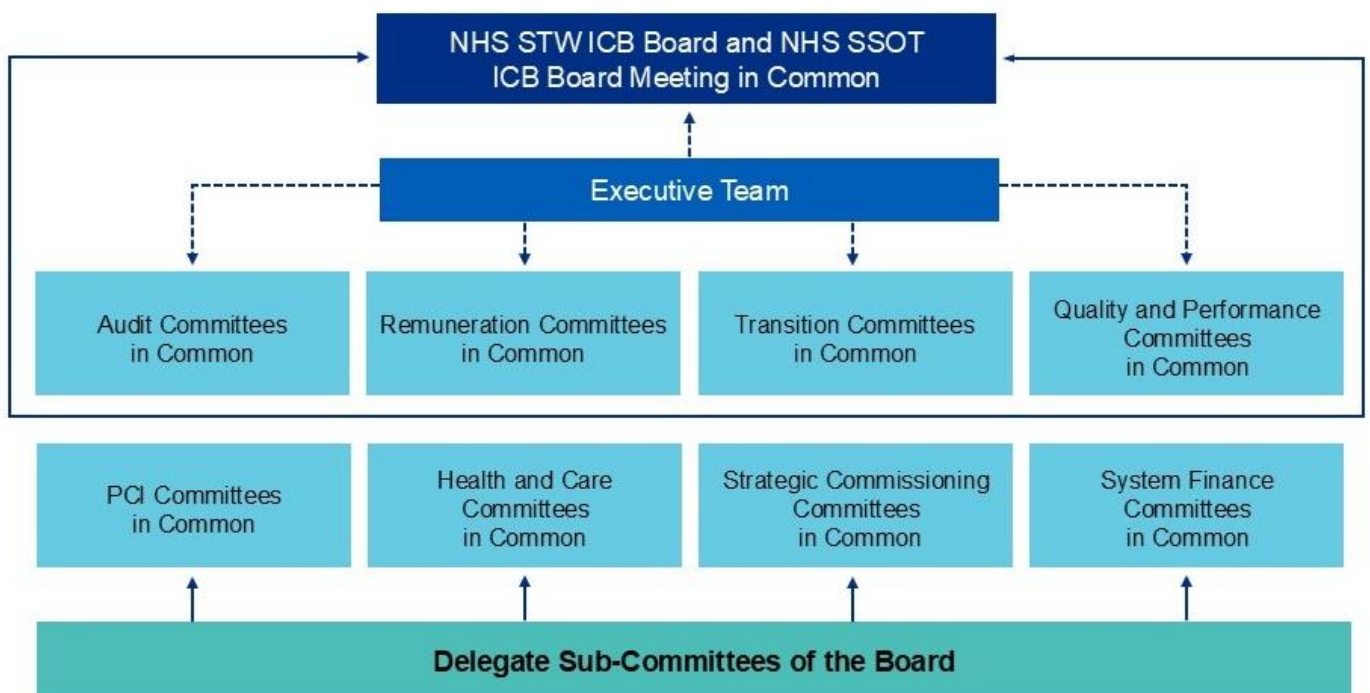 NHS STW ICB Board and NHS SSOT
ICB Board Meeting in Common
Executive Team
Audit Committees
in Common
Remuneration Committees
in Common
Transition Committees
in Common
Quality and Performance
Committees
in Common
PCI Committees
in Common
Health and Care
Committees
in Common
Strategic Commissioning
Committees
in Common
System Finance
Committees
in Common
Delegate Sub-Committees of the Board